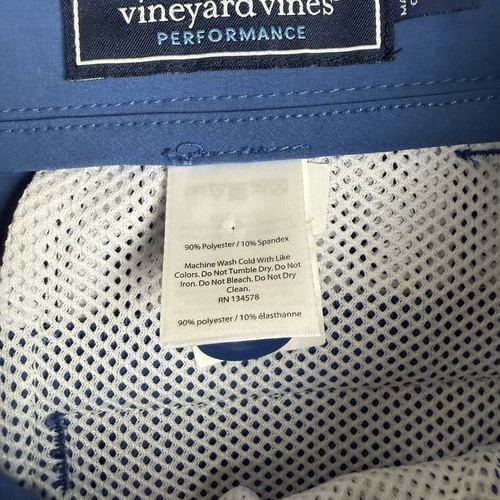 vineyard vines
PERFORMANCE
90% Polyester / 10% Spandex
Machine Wash Cold With Like
Colors. Do Not Tumble Dry. Do Not
Iron. Do Not Bleach. Do Not Dry
Clean.
RN 134578
90% polyester / 10% élasthanne